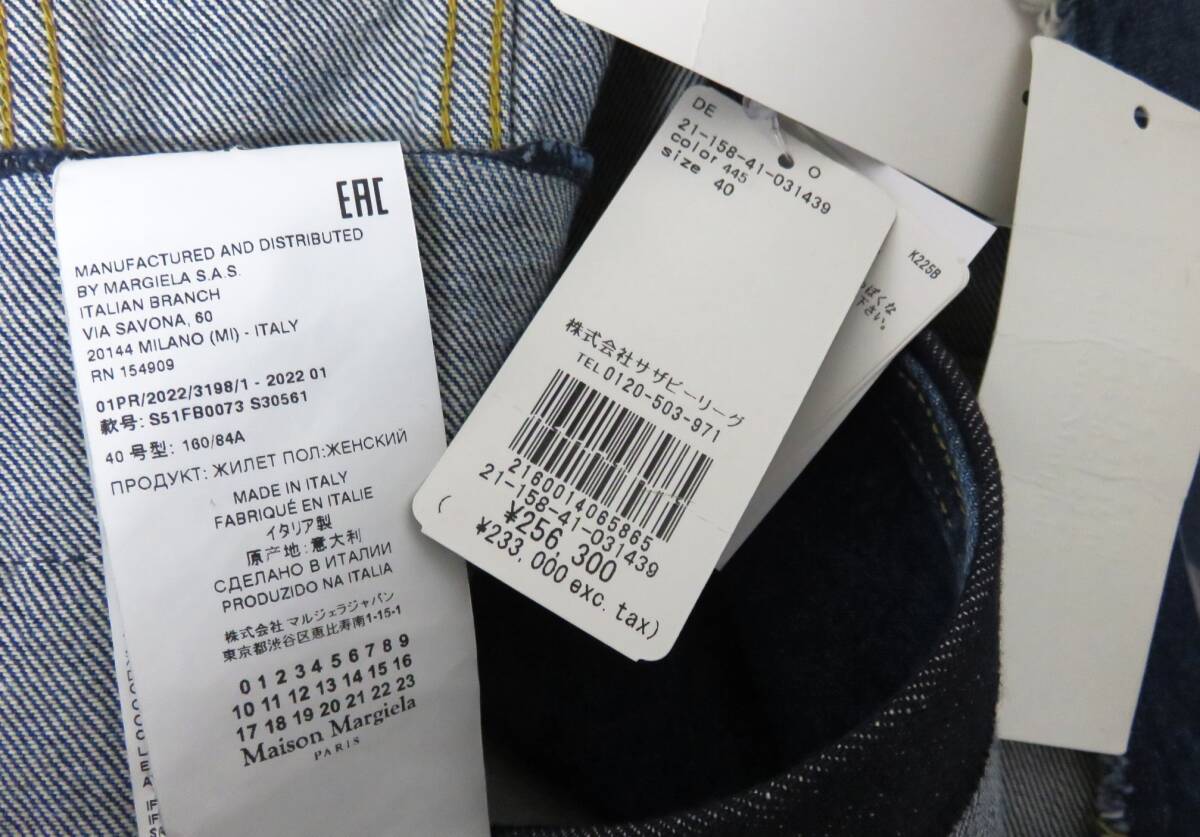 EAC
MANUFACTURED AND DISTRIBUTED
BY MARGIELA S.A.S.
ITALIAN BRANCH
VIA SAVONA, 60
20144 MILANO (MI) - ITALY
RN 154909
01PR/2022/3198/1 - 2022 01
款号: S51FB0073 S30561
40 号型: 160/84A
ПРОДУКТ: ЖИЛЕТ ПОЛ:ЖЕНСКИЙ
MADE IN ITALY
FABRIQUÉ EN ITALIE
イタリア製
原产地:意大利
СДЕЛАНО В ИТАЛИИ
PRODUZIDO NA ITALIA
株式会社 マルジェラジャパン
東京都渋谷区恵比寿南1-15-1
0 1 2 3 4 5 6 7 8 9
10 11 12 13 14 15 16
17 18 19 20 21 22 23
Maison Margiela
PARIS
DE
21-158-41-031439
color 445
size 40
株式会社サザビーリーグ
TEL0120-503-971
2160014065865
21-158-41-031439
¥256,300
( ¥233,000 exc. tax)
K225B
っぽくな
下さい。